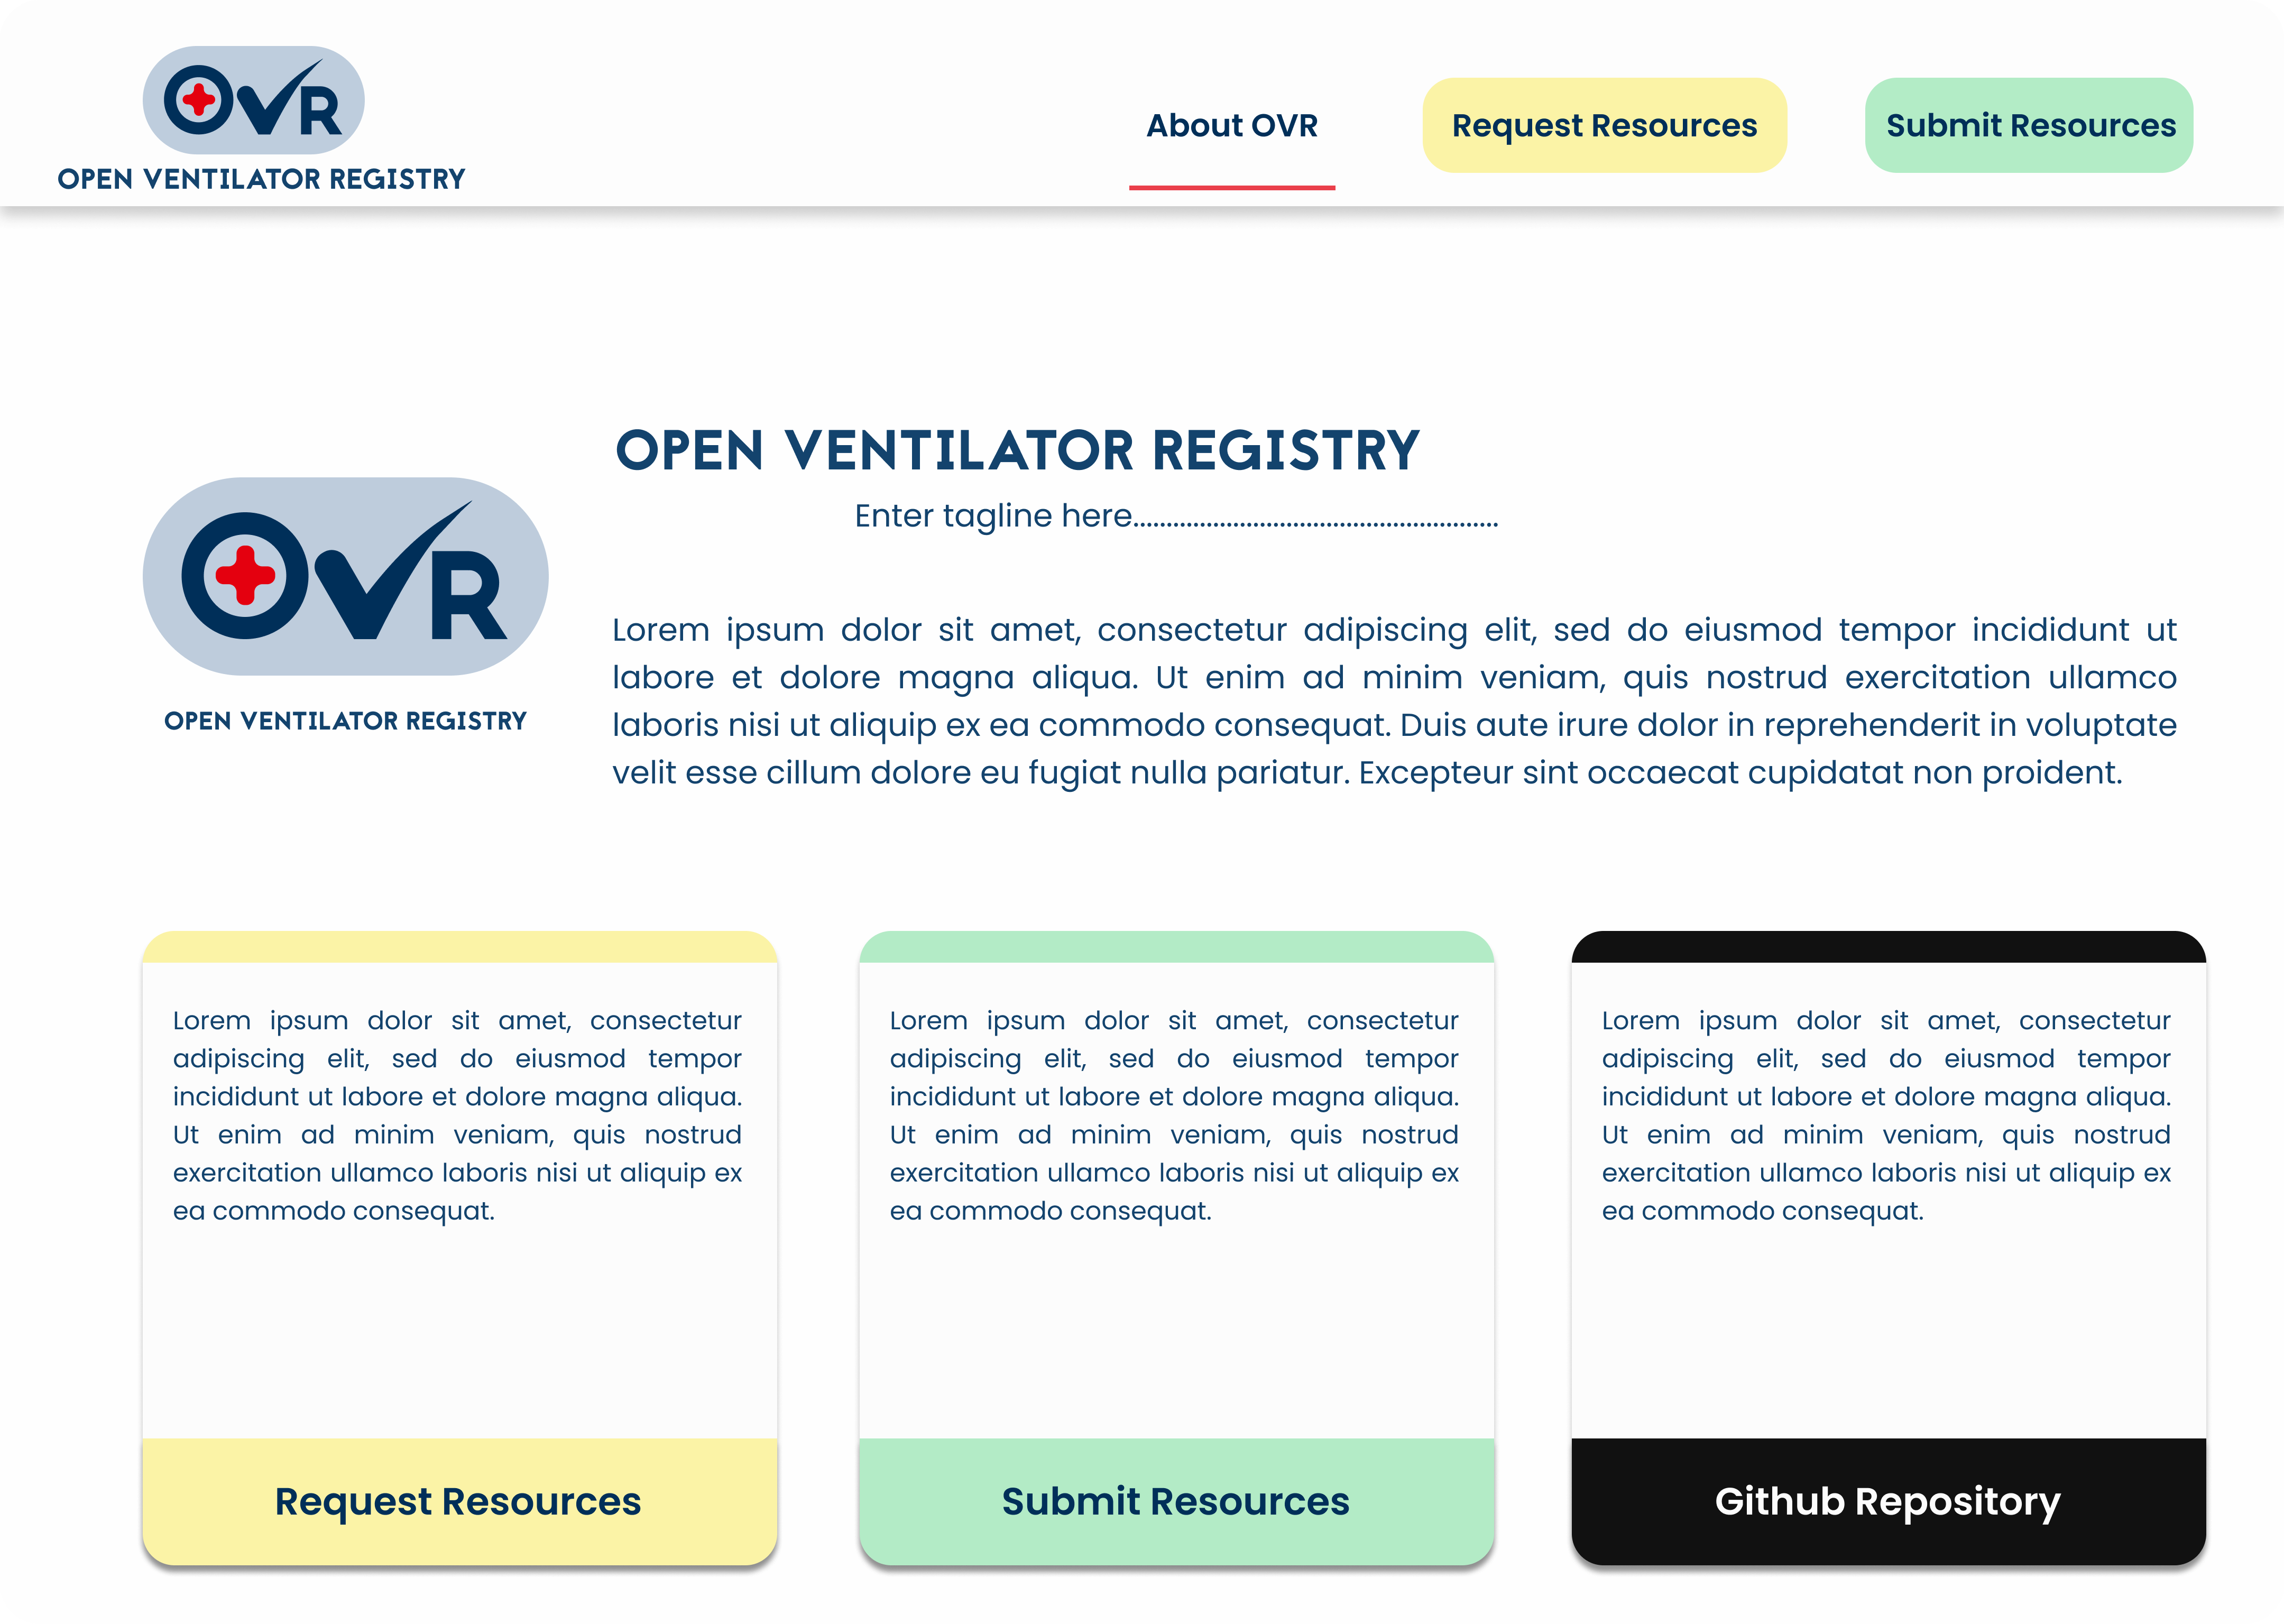 OVR
OPEN VENTILATOR REGISTRY
About OVR
Request Resources
Submit Resources
OPEN VENTILATOR REGISTRY
Enter tagline here.......................................................
OVR
OPEN VENTILATOR REGISTRY
Lorem ipsum dolor sit amet, consectetur adipiscing elit, sed do eiusmod tempor incididunt ut
labore et dolore magna aliqua. Ut enim ad minim veniam, quis nostrud exercitation ullamco
laboris nisi ut aliquip ex ea commodo consequat. Duis aute irure dolor in reprehenderit in voluptate
velit esse cillum dolore eu fugiat nulla pariatur. Excepteur sint occaecat cupidatat non proident.
Lorem ipsum dolor sit amet, consectetur
adipiscing elit, sed do eiusmod tempor
incididunt ut labore et dolore magna aliqua.
Ut enim ad minim veniam, quis nostrud
exercitation ullamco laboris nisi ut aliquip ex
ea commodo consequat.
Request Resources
Lorem ipsum dolor sit amet, consectetur
adipiscing elit, sed do eiusmod tempor
incididunt ut labore et dolore magna aliqua.
Ut enim ad minim veniam, quis nostrud
exercitation ullamco laboris nisi ut aliquip ex
ea commodo consequat.
Submit Resources
Lorem ipsum dolor sit amet, consectetur
adipiscing elit, sed do eiusmod tempor
incididunt ut labore et dolore magna aliqua.
Ut enim ad minim veniam, quis nostrud
exercitation ullamco laboris nisi ut aliquip ex
ea commodo consequat.
Github Repository